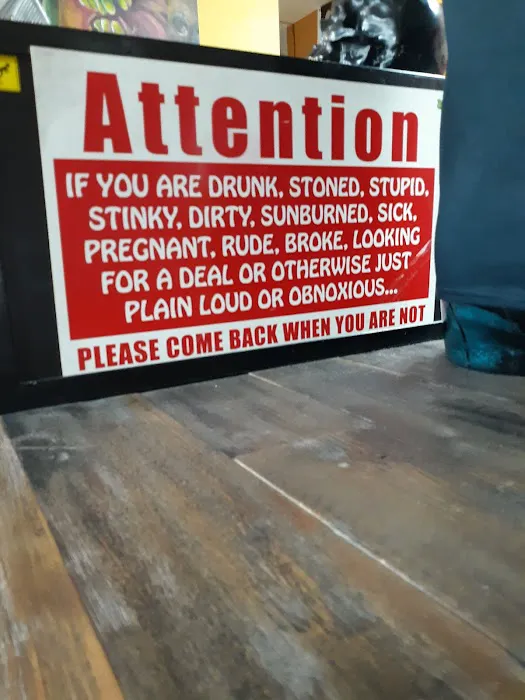 Attention
IF YOU ARE DRUNK, STONED, STUPID,
STINKY, DIRTY, SUNBURNED, SICK,
PREGNANT, RUDE, BROKE, LOOKING
FOR A DEAL OR OTHERWISE JUST
PLAIN LOUD OR OBNOXIOUS...
PLEASE COME BACK WHEN YOU ARE NOT